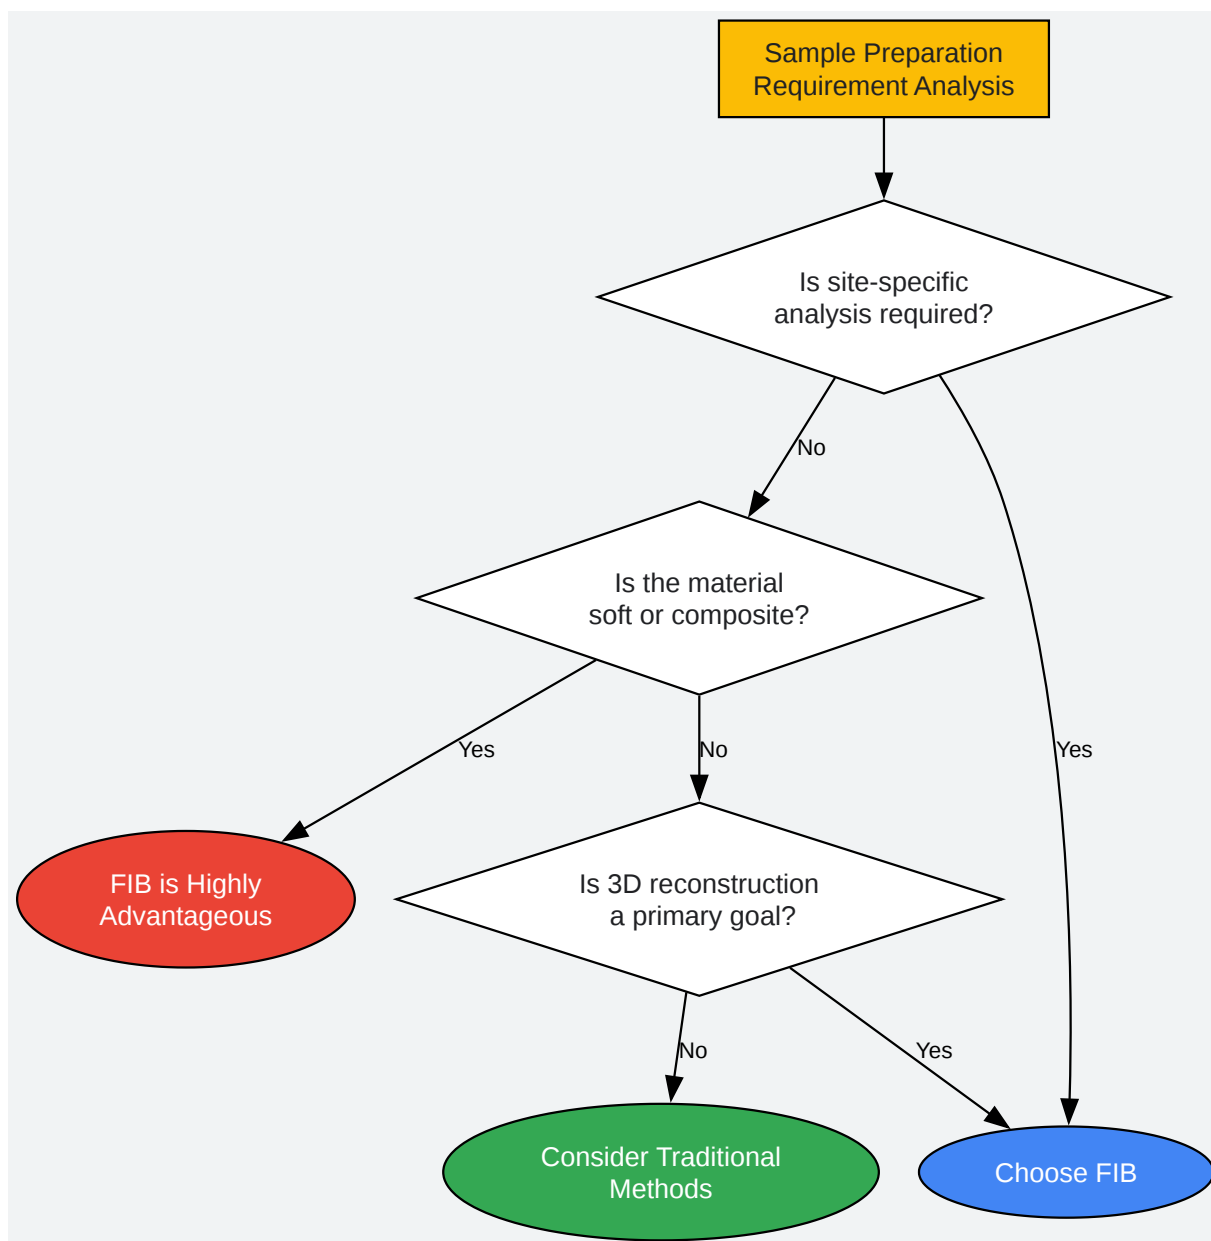 Sample Preparation
Requirement Analysis
Is site-specific
analysis required?
No
Is the material
soft or composite?
Yes
No
Yes
FIB is Highly
Advantageous
Is 3D reconstruction
a primary goal?
No
Yes
Consider Traditional
Methods
Choose FIB